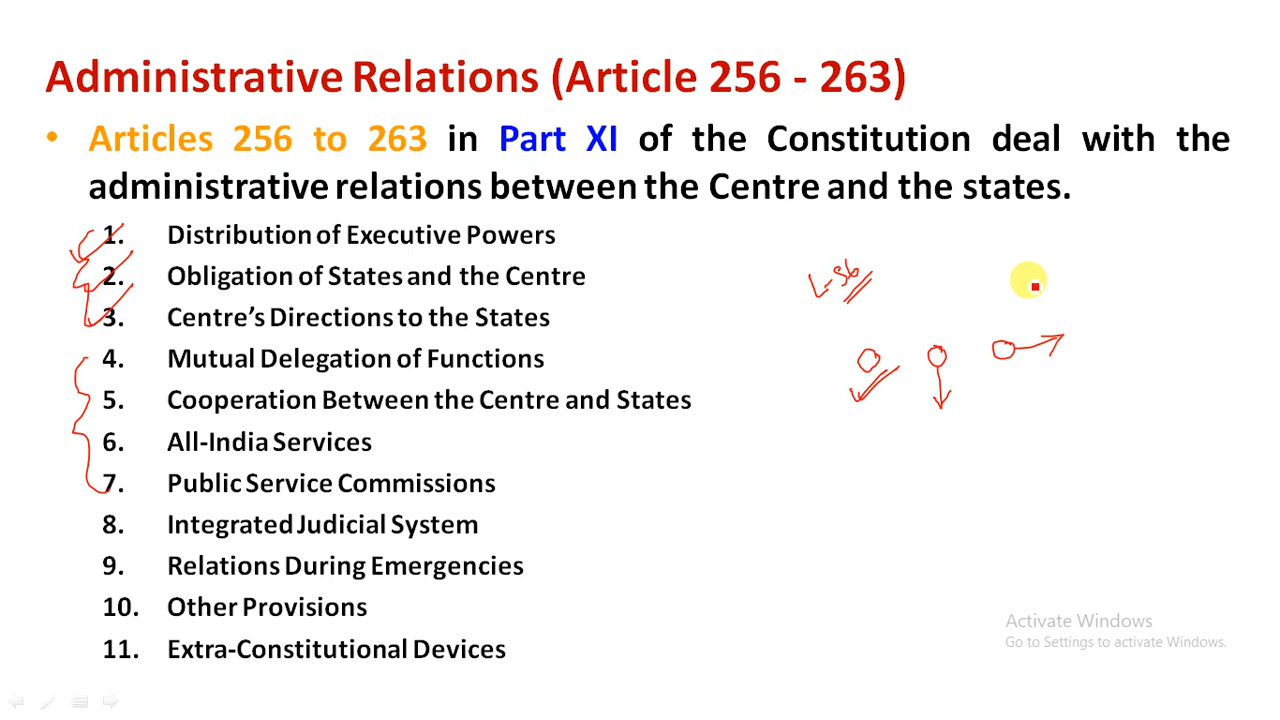 Administrative Relations (Article 256 - 263)
• Articles 256 to 263 in Part XI of the Constitution deal with the
administrative relations between the Centre and the states.
1. Distribution of Executive Powers
2. Obligation of States and the Centre
L-36
3. Centre's Directions to the States
4. Mutual Delegation of Functions
5. Cooperation Between the Centre and States
6. All-India Services
7. Public Service Commissions
8. Integrated Judicial System
9. Relations During Emergencies
10. Other Provisions
11. Extra-Constitutional Devices
Activate Windows
Go to Settings to activate Windows.